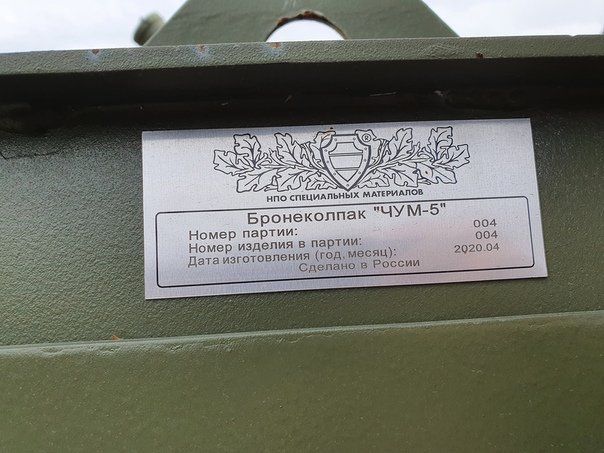 ®
НПО СПЕЦИАЛЬНЫХ МАТЕРИАЛОВ
Бронеколпак "ЧУМ-5"
Номер партии: 004
Номер изделия в партии: 004
Дата изготовления (год, месяц): 2020.04
Сделано в России